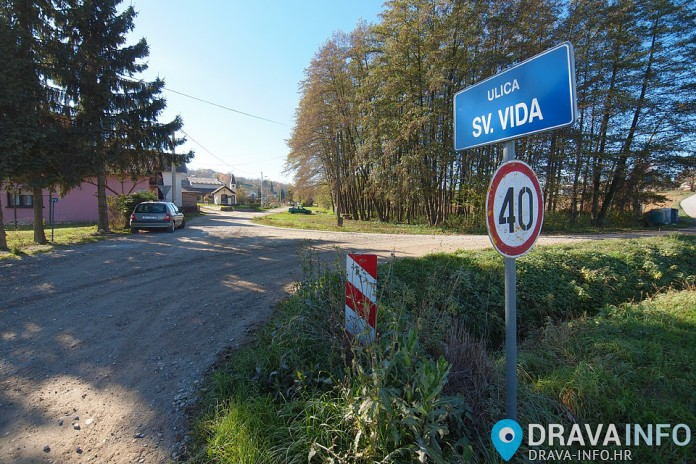 ULICA
SV. VIDA
40
DRAVAINFO
DRAVA-INFO.HR